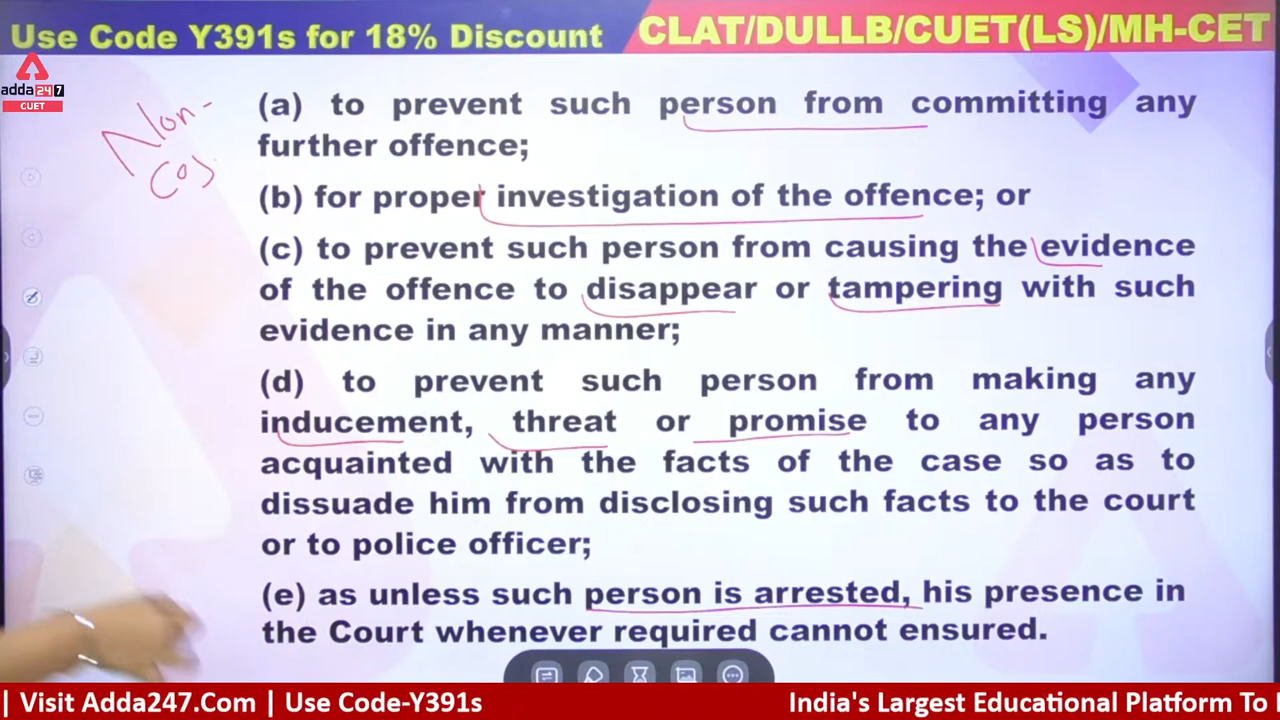 Use Code Y391s for 18% Discount
CLAT/DULLB/CUET(LS)/MH-CET
adda247
CUET
Non-
Cog
(a) to prevent such person from committing any
further offence;
(b) for proper investigation of the offence; or
(c) to prevent such person from causing the evidence
of the offence to disappear or tampering with such
evidence in any manner;
(d) to prevent such person from making any
inducement, threat or promise to any person
acquainted with the facts of the case so as to
dissuade him from disclosing such facts to the court
or to police officer;
(e) as unless such person is arrested, his presence in
the Court whenever required cannot ensured.
| Visit Adda247.Com | Use Code-Y391s
India's Largest Educational Platform To